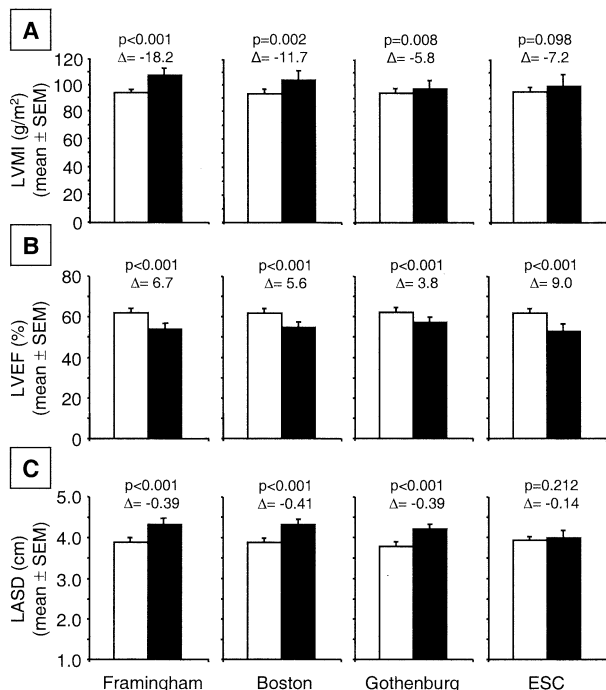 A
p<0.001 p=0.002 p=0.008 p=0.098
Δ= -18.2 Δ= -11.7 Δ= -5.8 Δ= -7.2
LVMI (g/m²)
(mean ± SEM)
120
100
80
60
40
20
0
B
p<0.001 p<0.001 p<0.001 p<0.001
Δ= 6.7 Δ= 5.6 Δ= 3.8 Δ= 9.0
LVEF (%)
(mean ± SEM)
80
60
40
20
0
C
p<0.001 p<0.001 p<0.001 p=0.212
Δ= -0.39 Δ= -0.41 Δ= -0.39 Δ= -0.14
LASD (cm)
(mean ± SEM)
5.0
4.0
3.0
2.0
1.0
Framingham Boston Gothenburg ESC